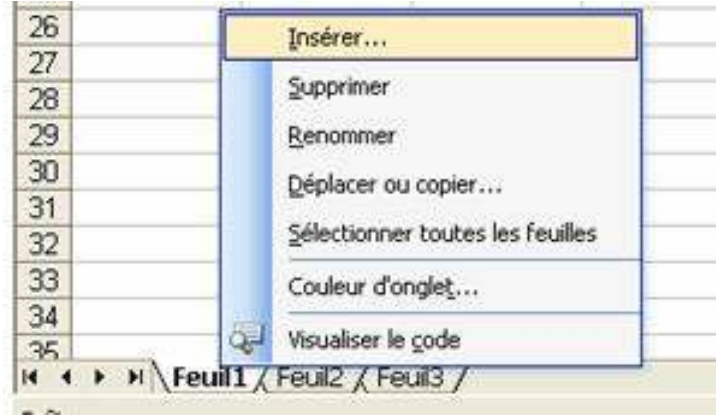 26
Insérer...
27
28
Supprimer
29
Renommer
30
Déplacer ou copier...
31
32
Sélectionner toutes les feuilles
33
Couleur d'onglet...
34
35
Visualiser le code
Feuil1 / Feuil2 / Feuil3 /